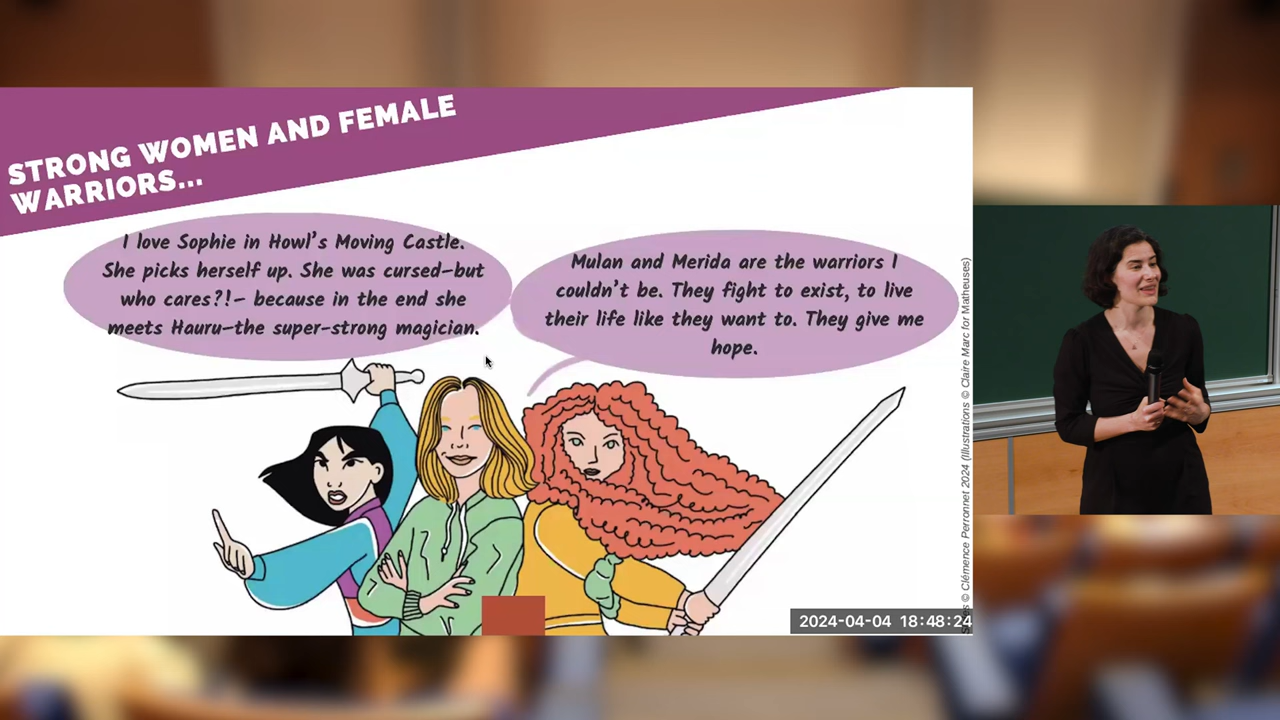 STRONG WOMEN AND FEMALE
WARRIORS...
I love Sophie in Howl's Moving Castle.
She picks herself up. She was cursed–but
who cares?!– because in the end she
meets Hauru–the super-strong magician.
Mulan and Merida are the warriors I
couldn't be. They fight to exist, to live
their life like they want to. They give me
hope.
© Clémence Perronnet 2024 (Illustrations © Claire Marc for Matheuses)
2024-04-04 18:48:24